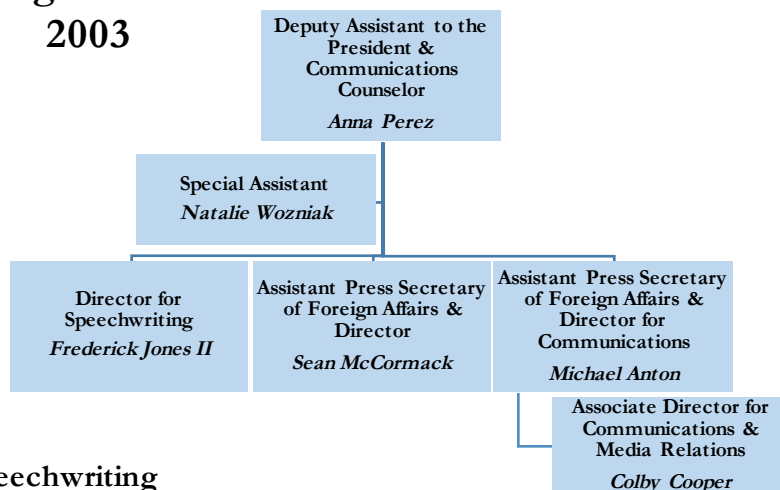 2003
Deputy Assistant to the
President &
Communications
Counselor
Anna Perez
Special Assistant
Natalie Wozniak
Director for
Speechwriting
Frederick Jones II
Assistant Press Secretary
of Foreign Affairs &
Director
Sean McCormack
Assistant Press Secretary
of Foreign Affairs &
Director for
Communications
Michael Anton
Associate Director for
Communications &
Media Relations
Colby Cooper
eechwriting